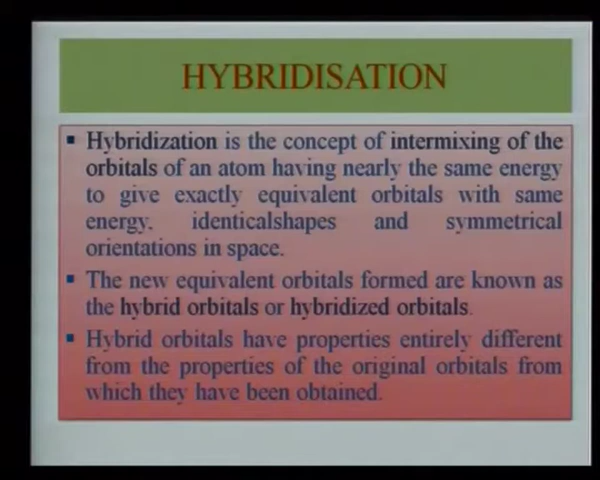 HYBRIDISATION
▪ Hybridization is the concept of intermixing of the
orbitals of an atom having nearly the same energy
to give exactly equivalent orbitals with same
energy, identicalshapes and symmetrical
orientations in space.
▪ The new equivalent orbitals formed are known as
the hybrid orbitals or hybridized orbitals.
▪ Hybrid orbitals have properties entirely different
from the properties of the original orbitals from
which they have been obtained.